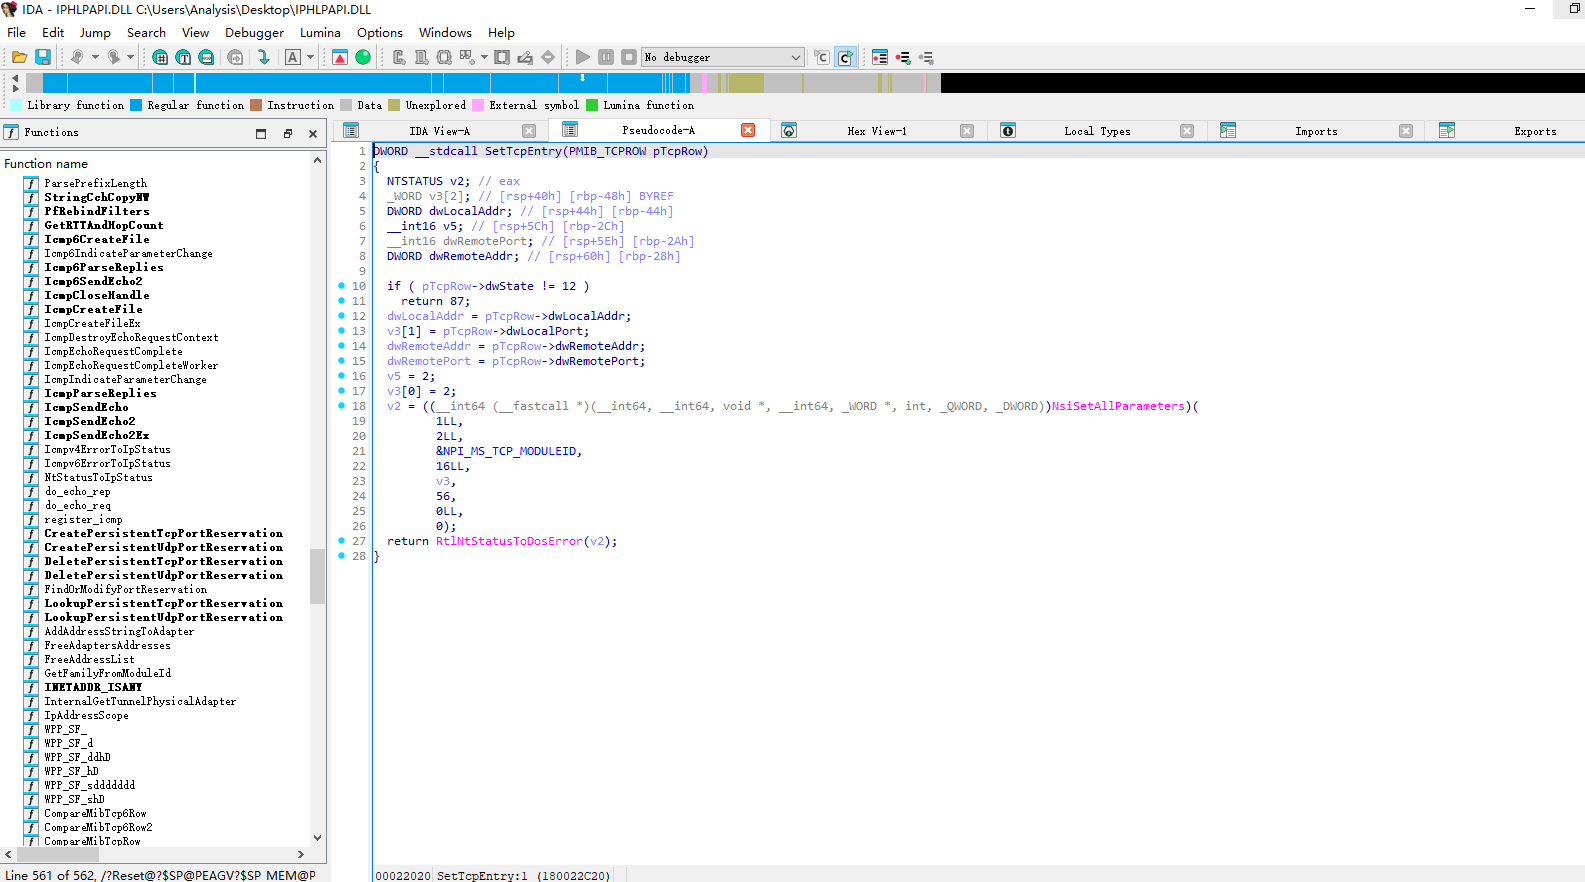 IDA - IPHLPAPI.DLL C:\Users\Analysis\Desktop\IPHLPAPI.DLL
File Edit Jump Search View Debugger Lumina Options Windows Help
No debugger
Library function Regular function Instruction Data Unexplored External symbol Lumina function
Functions
IDA View-A Pseudocode-A Hex View-1 Local Types Imports Exports
Function name
ParsePrefixLength
StringCchCopyNW
PfRebindFilters
GetRTTAndHopCount
Icmp6CreateFile
Icmp6IndicateParameterChange
Icmp6ParseReplies
Icmp6SendEcho2
IcmpCloseHandle
IcmpCreateFile
IcmpCreateFileEx
IcmpDestroyEchoRequestContext
IcmpEchoRequestComplete
IcmpEchoRequestCompleteWorker
IcmpIndicateParameterChange
IcmpParseReplies
IcmpSendEcho
IcmpSendEcho2
IcmpSendEcho2Ex
Icmpv4ErrorToIpStatus
Icmpv6ErrorToIpStatus
NtStatusToIpStatus
do_echo_rep
do_echo_req
register_icmp
CreatePersistentTcpPortReservation
CreatePersistentUdpPortReservation
DeletePersistentTcpPortReservation
DeletePersistentUdpPortReservation
FindOrModifyPortReservation
LookupPersistentTcpPortReservation
LookupPersistentUdpPortReservation
AddAddressStringToAdapter
FreeAdaptersAddresses
FreeAddressList
GetFamilyFromModuleId
INETADDR_ISANY
InternalGetTunnelPhysicalAdapter
IpAddressScope
WPP_SF_
WPP_SF_d
WPP_SF_ddhD
WPP_SF_hD
WPP_SF_sddddddd
WPP_SF_shD
CompareMibTcp6Row
CompareMibTcp6Row2
CompareMibTcpRow
Line 561 of 562, /?Reset@?$SP@PEAGV?$SP_MEM@P
1 DWORD __stdcall SetTcpEntry(PMIB_TCPROW pTcpRow)
2 {
3 NTSTATUS v2; // eax
4 _WORD v3[2]; // [rsp+40h] [rbp-48h] BYREF
5 DWORD dwLocalAddr; // [rsp+44h] [rbp-44h]
6 __int16 v5; // [rsp+5Ch] [rbp-2Ch]
7 __int16 dwRemotePort; // [rsp+5Eh] [rbp-2Ah]
8 DWORD dwRemoteAddr; // [rsp+60h] [rbp-28h]
9
10 if ( pTcpRow->dwState != 12 )
11 return 87;
12 dwLocalAddr = pTcpRow->dwLocalAddr;
13 v3[1] = pTcpRow->dwLocalPort;
14 dwRemoteAddr = pTcpRow->dwRemoteAddr;
15 dwRemotePort = pTcpRow->dwRemotePort;
16 v5 = 2;
17 v3[0] = 2;
18 v2 = ((__int64 (__fastcall *)(__int64, __int64, void *, __int64, _WORD *, int, _QWORD, _DWORD))NsiSetAllParameters)(
19 1LL,
20 2LL,
21 &NPI_MS_TCP_MODULEID,
22 16LL,
23 v3,
24 56,
25 0LL,
26 0);
27 return RtlNtStatusToDosError(v2);
28 }
00022020 SetTcpEntry:1 (180022C20)